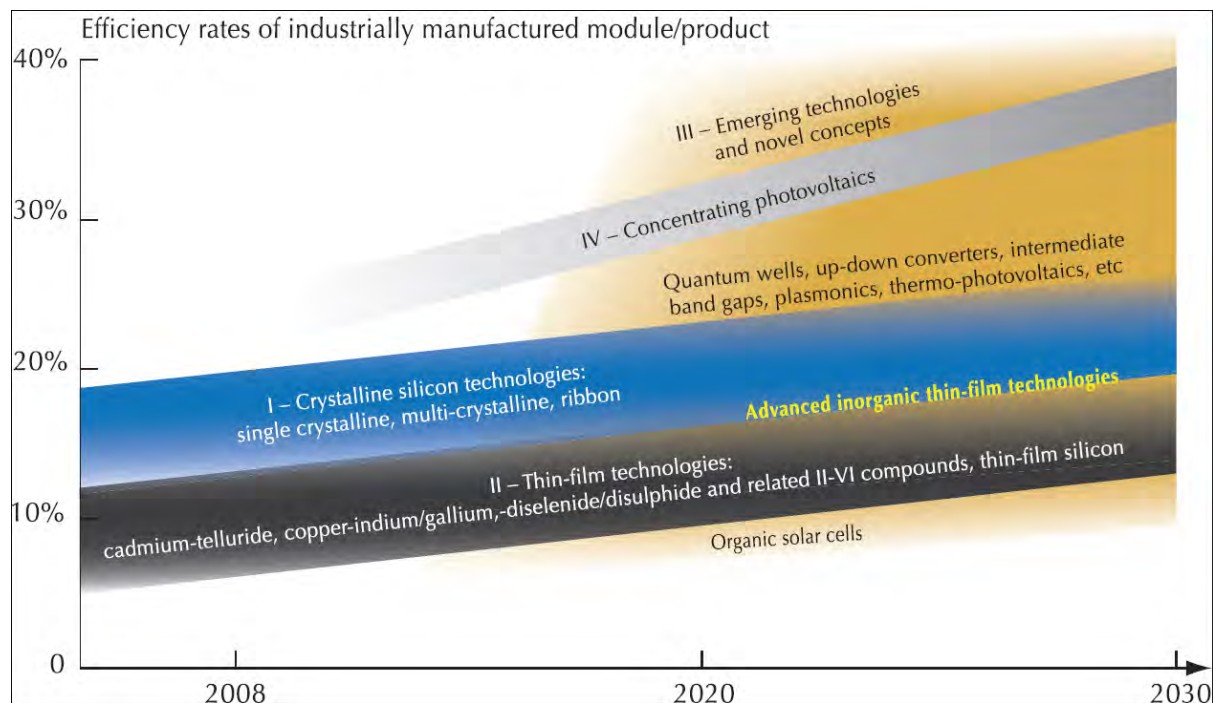 Efficiency rates of industrially manufactured module/product
40%
III – Emerging technologies
and novel concepts
30%
IV – Concentrating photovoltaics
Quantum wells, up-down converters, intermediate
band gaps, plasmonics, thermo-photovoltaics, etc
20%
I – Crystalline silicon technologies:
single crystalline, multi-crystalline, ribbon
Advanced inorganic thin-film technologies
II – Thin-film technologies:
cadmium-telluride, copper-indium/gallium,-diselenide/disulphide and related II-VI compounds, thin-film silicon
10%
Organic solar cells
0
2008
2020
2030